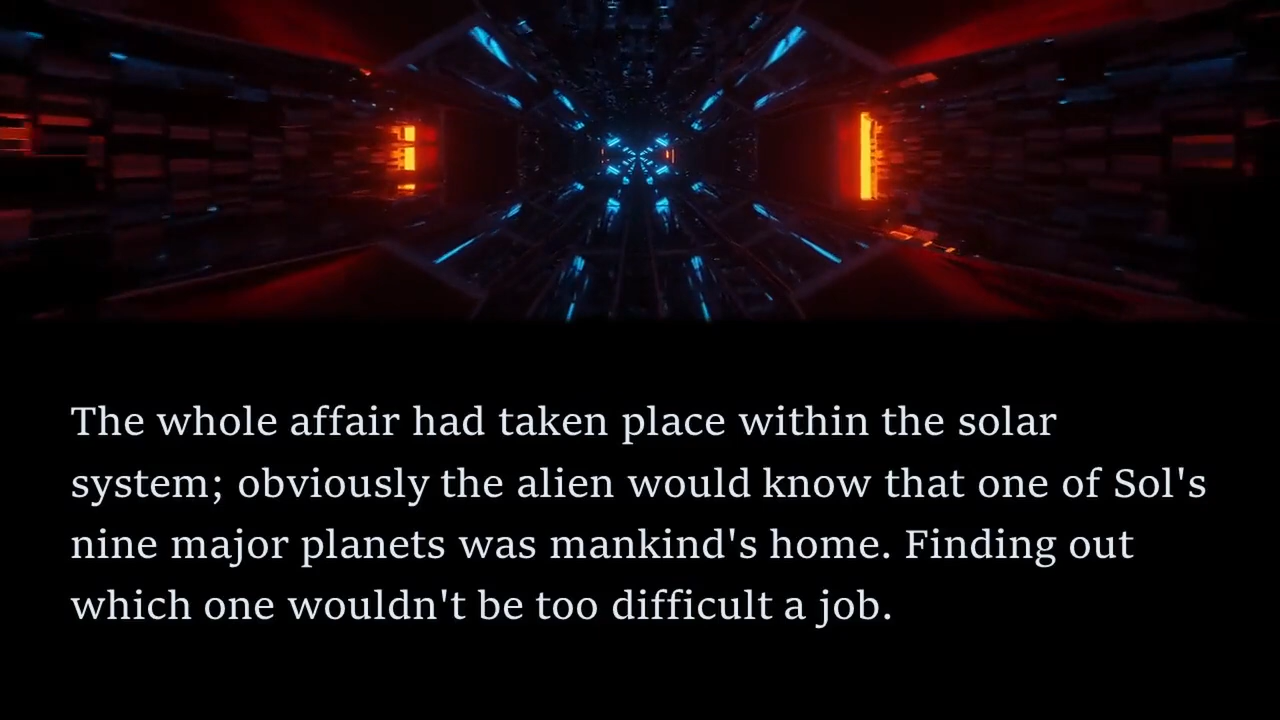 The whole affair had taken place within the solar
system; obviously the alien would know that one of Sol's
nine major planets was mankind's home. Finding out
which one wouldn't be too difficult a job.